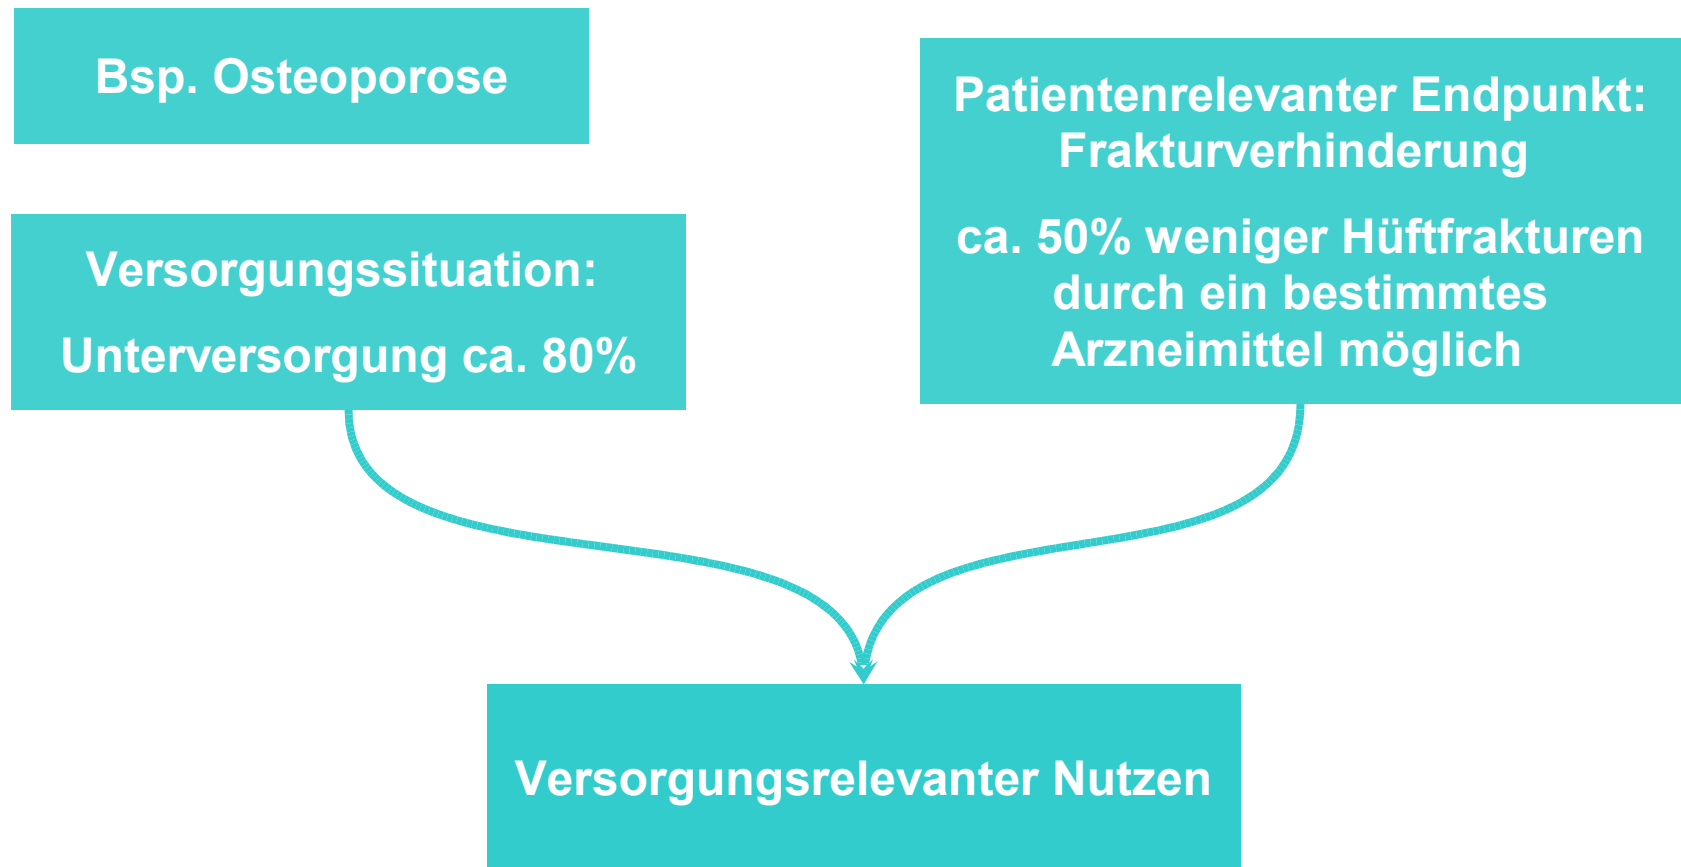 Bsp. Osteoporose
Versorgungssituation:
Unterversorgung ca. 80%
Patientenrelevanter Endpunkt:
Frakturverhinderung
ca. 50% weniger Hüftfrakturen
durch ein bestimmtes
Arzneimittel möglich
Versorgungsrelevanter Nutzen